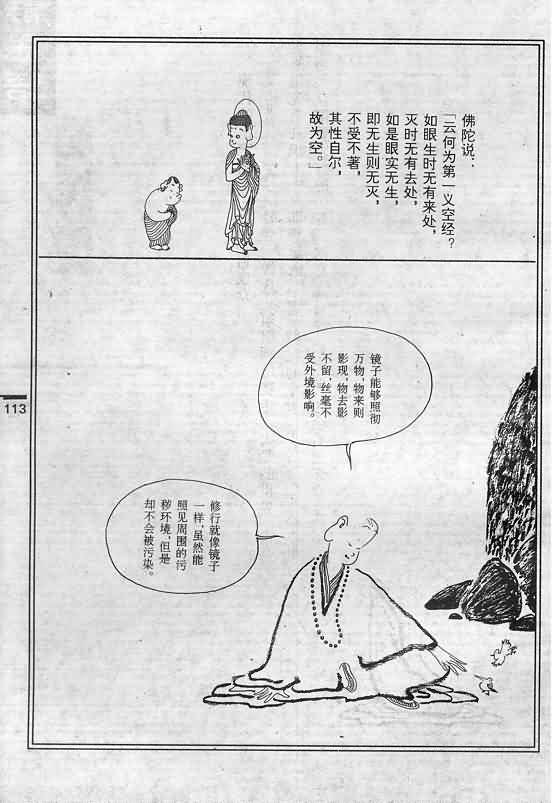 佛陀说：
「云何为第一义空经？
如眼生时无有来处，
灭时无有去处，
如是眼实无生，
即无生则无灭，
不受不著，
其性自尔，
故为空。」
镜子能够照彻
万物，物来则
影现，物去影
不留，丝毫不
受外境影响。
修行就像镜子
一样，虽然能
照见周围的污
秽环境，但是
却不会被污染。
113